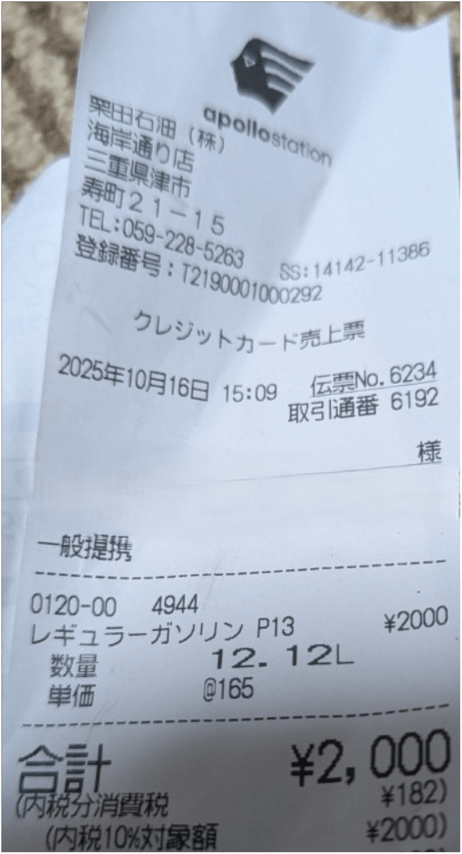 apollostation
栗田石油（株）
海岸通り店
三重県津市
寿町２１－１５
TEL:059-228-5263 SS:14142-11386
登録番号：T2190001000292
クレジットカード売上票
2025年10月16日 15:09 伝票No.6234
取引通番 6192
様
一般提携
0120-00 4944
レギュラーガソリン P13 ¥2000
数量 12.12L
単価 @165
合計 ¥2,000
(内税分消費税 ¥182)
(内税10%対象額 ¥2000)